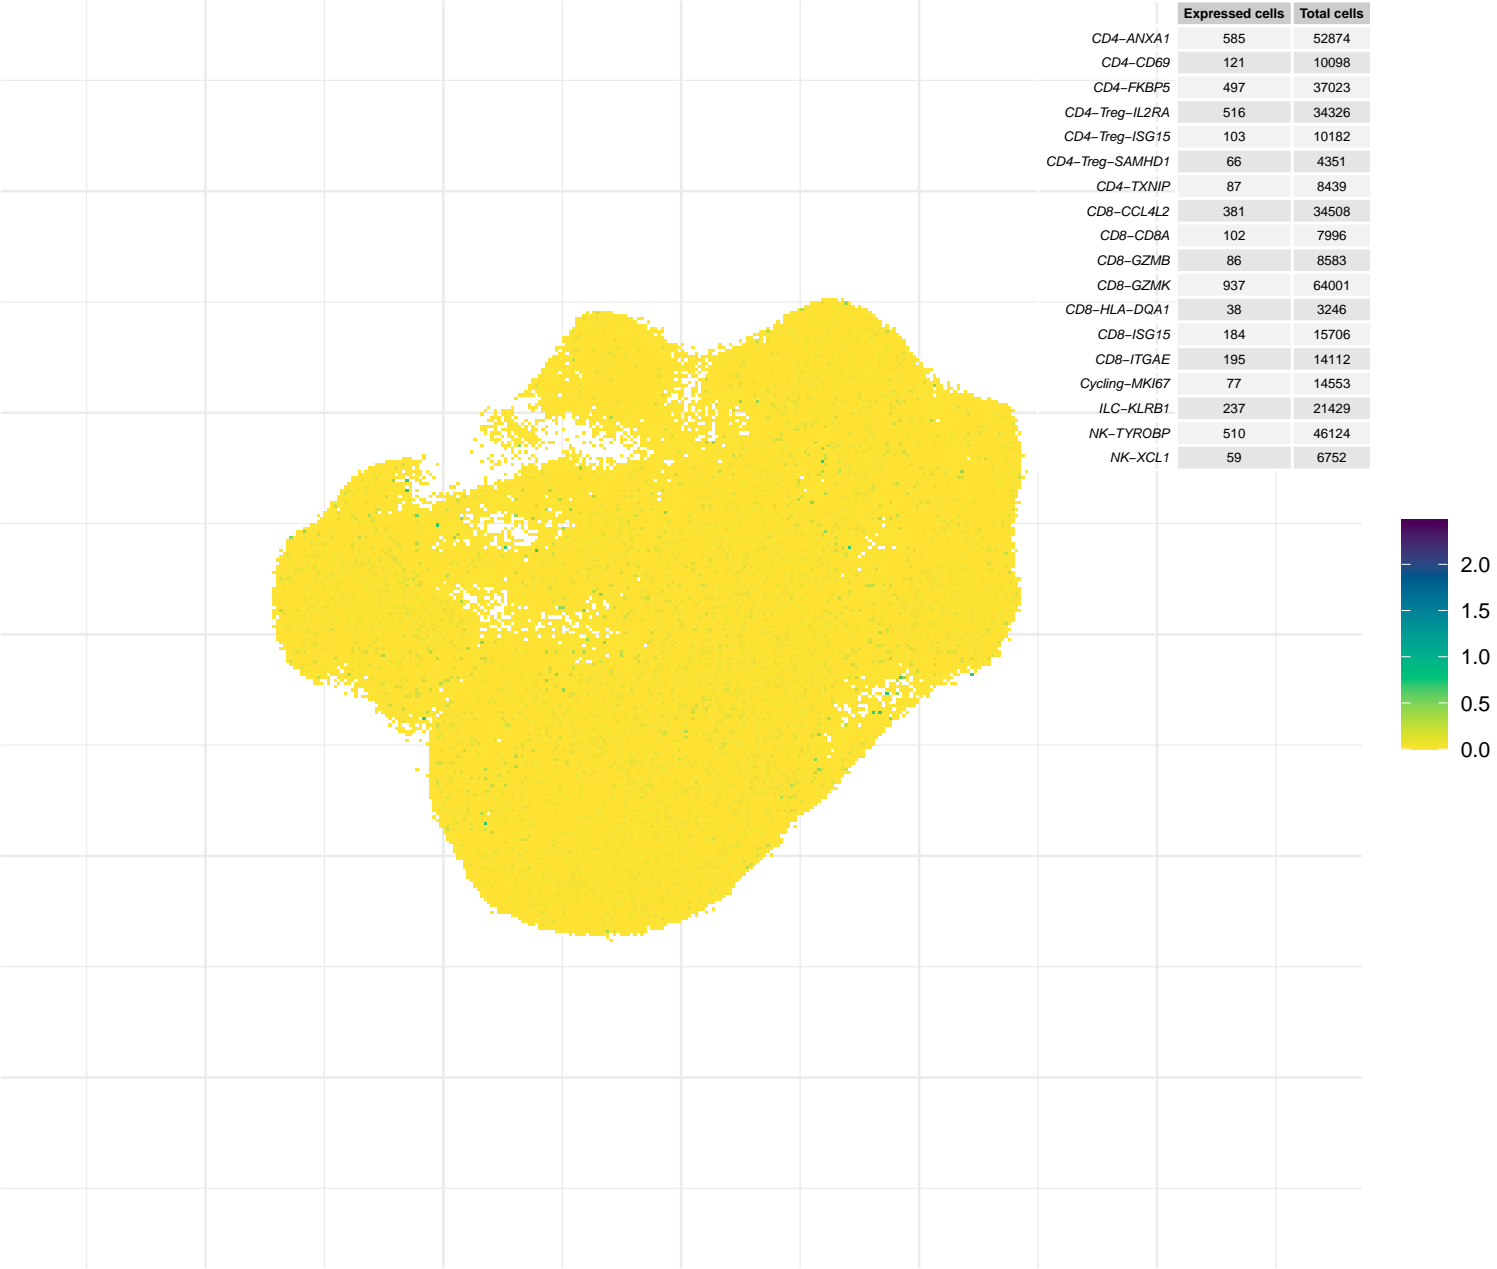 Expressed cells Total cells
CD4−ANXA1 585 52874
CD4−CD69 121 10098
CD4−FKBP5 497 37023
CD4−Treg−IL2RA 516 34326
CD4−Treg−ISG15 103 10182
CD4−Treg−SAMHD1 66 4351
CD4−TXNIP 87 8439
CD8−CCL4L2 381 34508
CD8−CD8A 102 7996
CD8−GZMB 86 8583
CD8−GZMK 937 64001
CD8−HLA−DQA1 38 3246
CD8−ISG15 184 15706
CD8−ITGAE 195 14112
Cycling−MKI67 77 14553
ILC−KLRB1 237 21429
NK−TYROBP 510 46124
NK−XCL1 59 6752
2.0
1.5
1.0
0.5
0.0